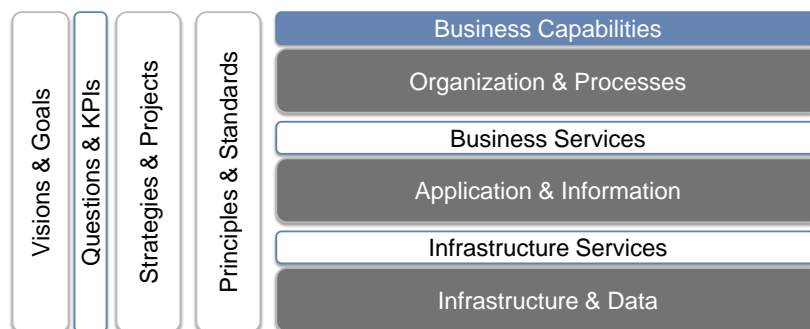 Visions & Goals
Questions & KPIs
Strategies & Projects
Principles & Standards
Business Capabilities
Organization & Processes
Business Services
Application & Information
Infrastructure Services
Infrastructure & Data